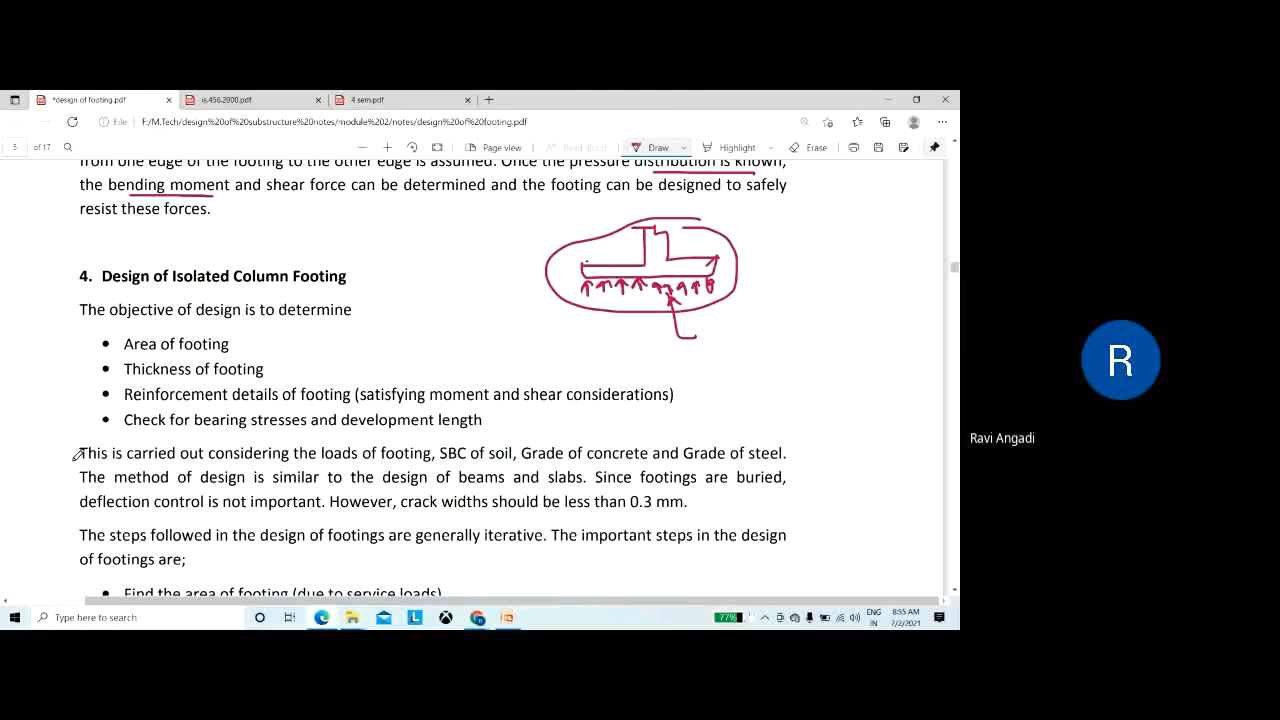 *design of footing.pdf
is.456.2000.pdf
4 sem.pdf
File
F:/M.Tech/design%20of%20substructure%20notes/module%202/notes/design%20of%20footing.pdf
5 of 17
Page view
Read aloud
Draw
Highlight
Erase
from one edge of the footing to the other edge is assumed. Once the pressure distribution is known,
the bending moment and shear force can be determined and the footing can be designed to safely
resist these forces.
4. Design of Isolated Column Footing
The objective of design is to determine
• Area of footing
• Thickness of footing
• Reinforcement details of footing (satisfying moment and shear considerations)
• Check for bearing stresses and development length
This is carried out considering the loads of footing, SBC of soil, Grade of concrete and Grade of steel.
The method of design is similar to the design of beams and slabs. Since footings are buried,
deflection control is not important. However, crack widths should be less than 0.3 mm.
The steps followed in the design of footings are generally iterative. The important steps in the design
of footings are;
• Find the area of footing (due to service loads)
R
Ravi Angadi
Type here to search
77%
ENG
IN
8:55 AM
7/2/2021